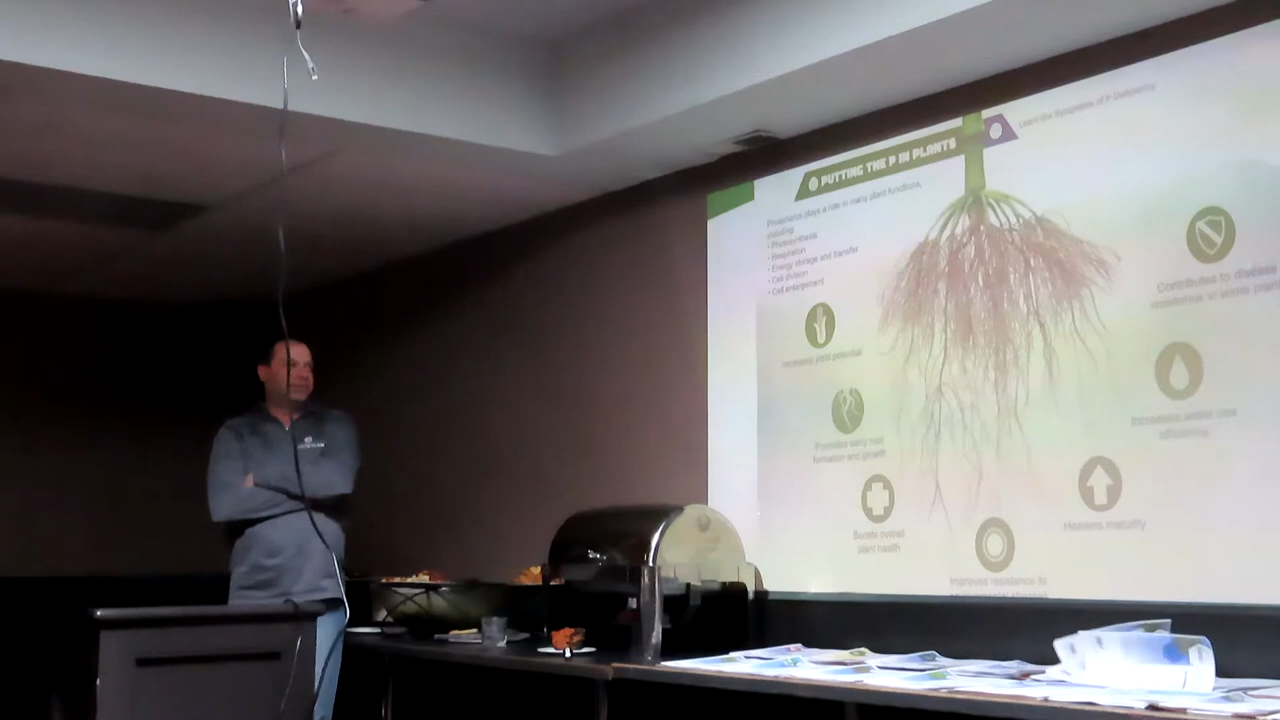 PUTTING THE P IN PLANTS
Learn the Symptoms of P Deficiency
Phosphorus plays a role in many plant functions,
including:
• Photosynthesis
• Respiration
• Energy storage and transfer
• Cell division
• Cell enlargement
Increases yield potential
Promotes early root
formation and growth
Boosts overall
plant health
Improves resistance to
Hastens maturity
Increases water use
efficiency
Contributes to disease
resistance in some plants